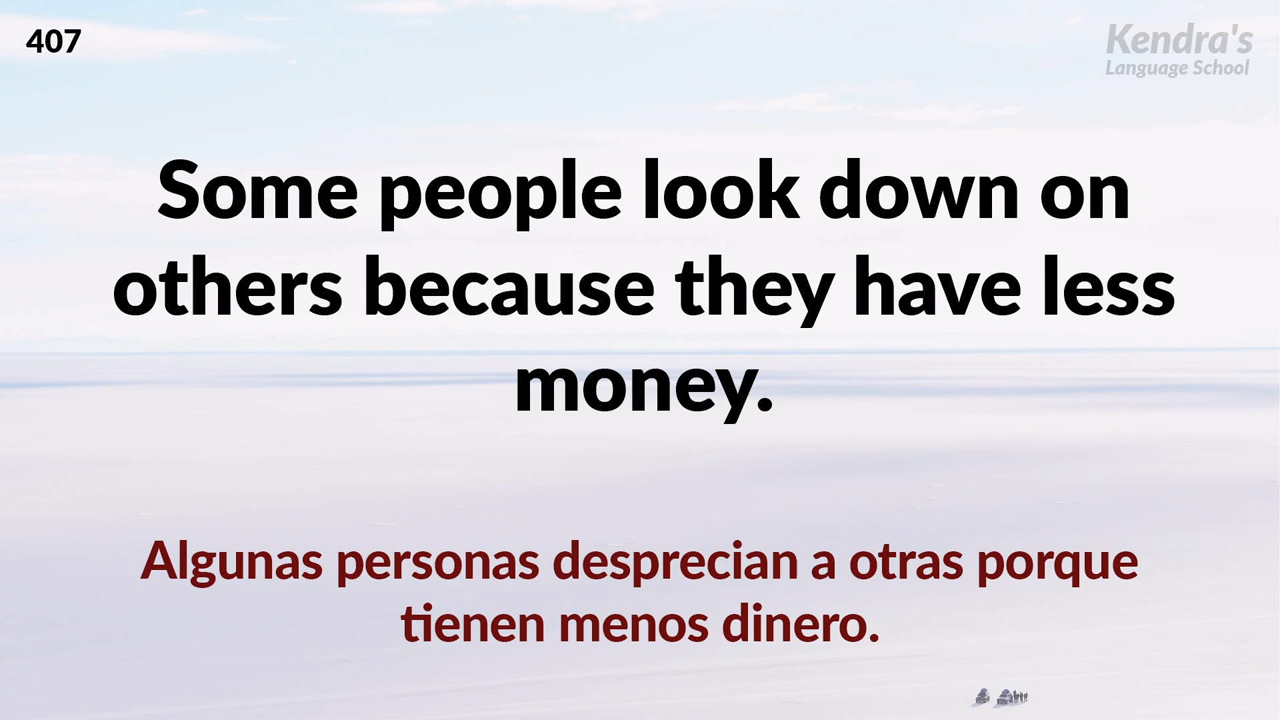 407
Kendra's
Language School
Some people look down on
others because they have less
money.
Algunas personas desprecian a otras porque
tienen menos dinero.